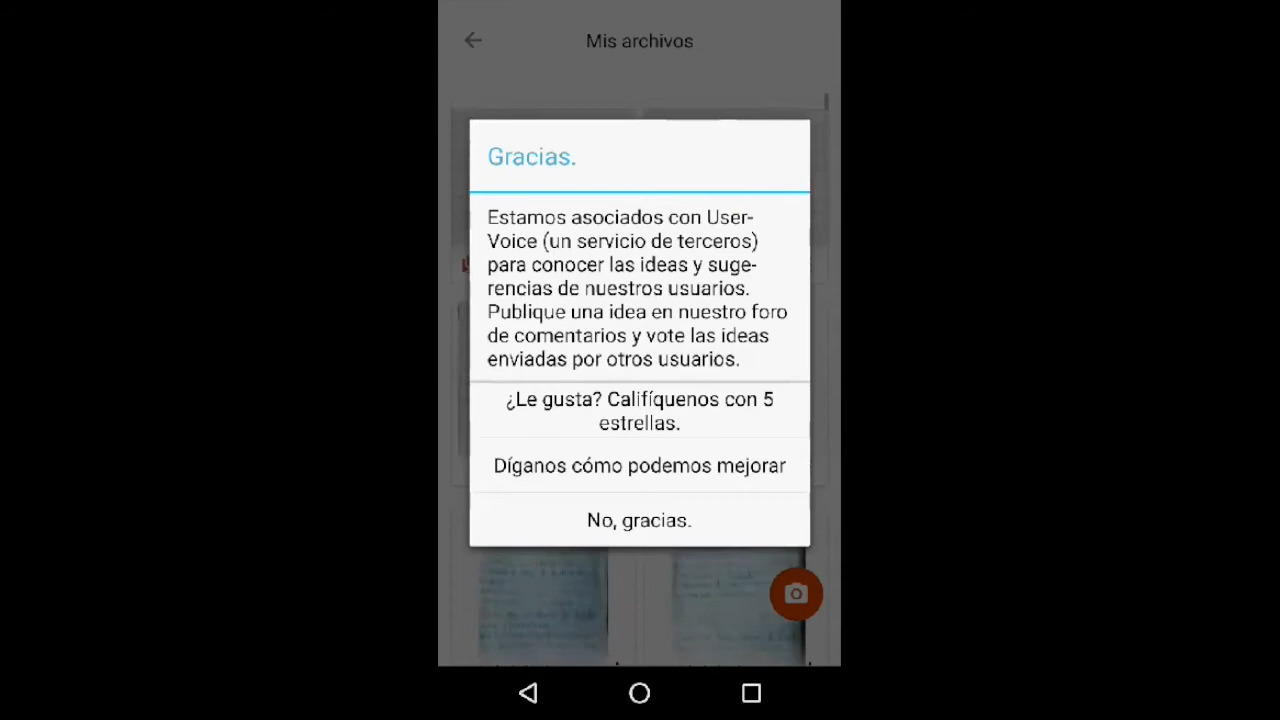 Mis archivos
Gracias.
Estamos asociados con User-
Voice (un servicio de terceros)
para conocer las ideas y suge-
rencias de nuestros usuarios.
Publique una idea en nuestro foro
de comentarios y vote las ideas
enviadas por otros usuarios.
¿Le gusta? Califíquenos con 5
estrellas.
Díganos cómo podemos mejorar
No, gracias.